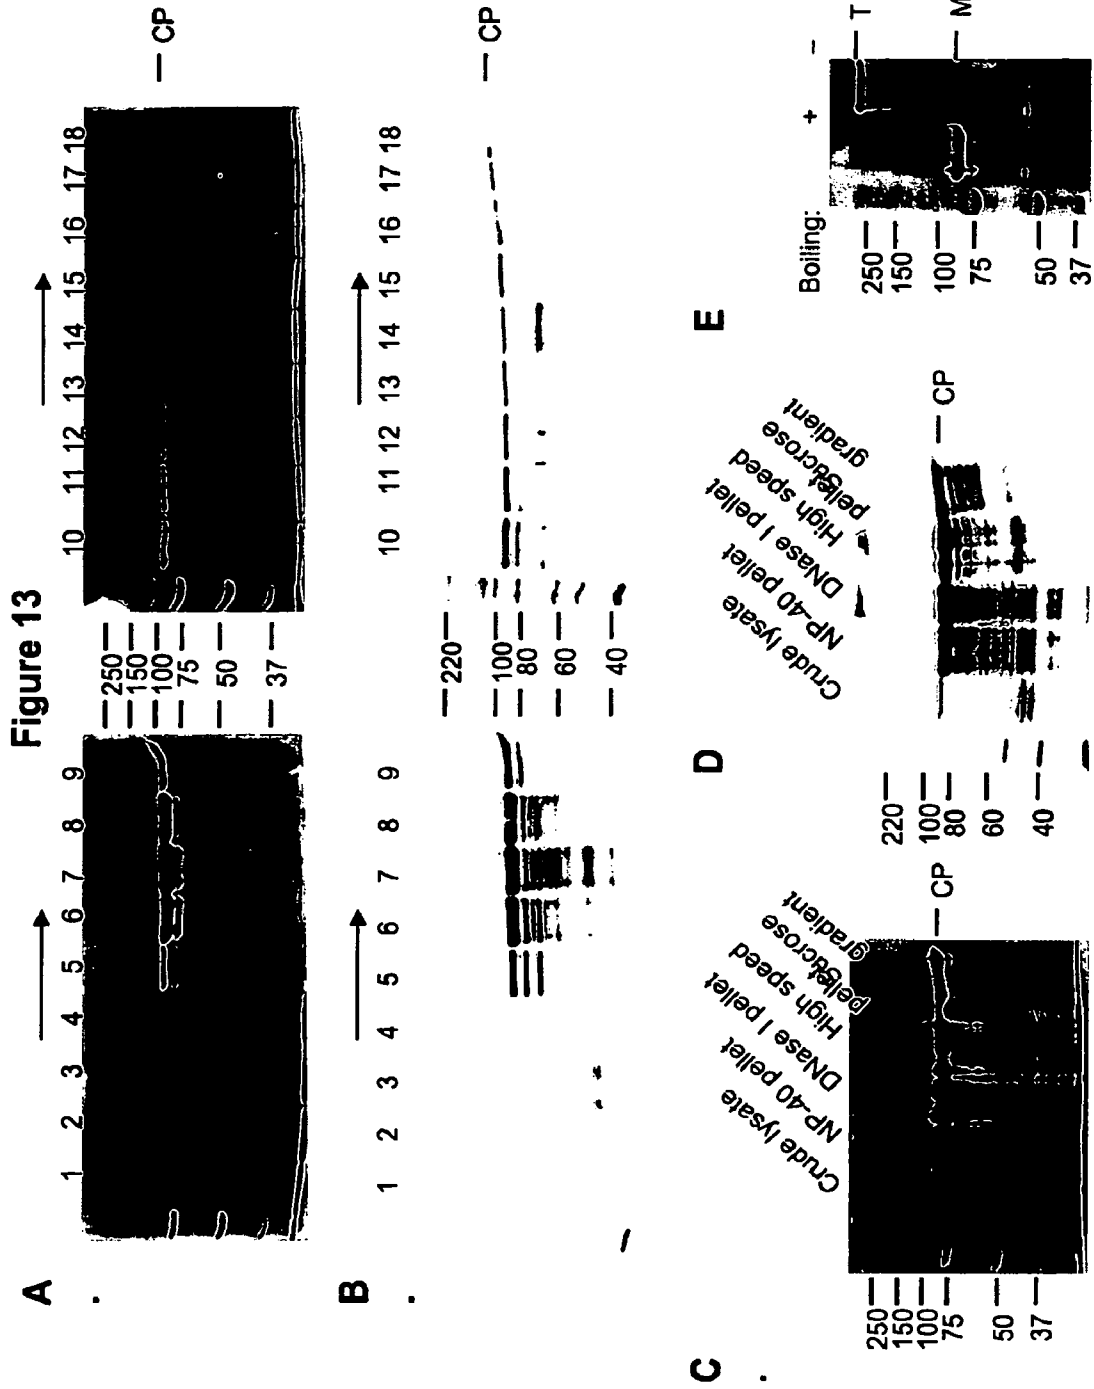 Figure 13
A
1 2 3 4 5 6 7 8 9
250
150
100
75
50
37
10 11 12 13 14 15 16 17 18
CP
B
1 2 3 4 5 6 7 8 9
220
100
80
60
40
10 11 12 13 14 15 16 17 18
CP
C
250
150
100
75
50
37
Crude lysate
NP-40 pellet
DNase I pellet
High speed
pellet
Sucrose
gradient
CP
D
220
100
80
60
40
Crude lysate
NP-40 pellet
DNase I pellet
High speed
pellet
Sucrose
gradient
CP
E
Boiling: + -
250
150
100
75
50
37
T
M